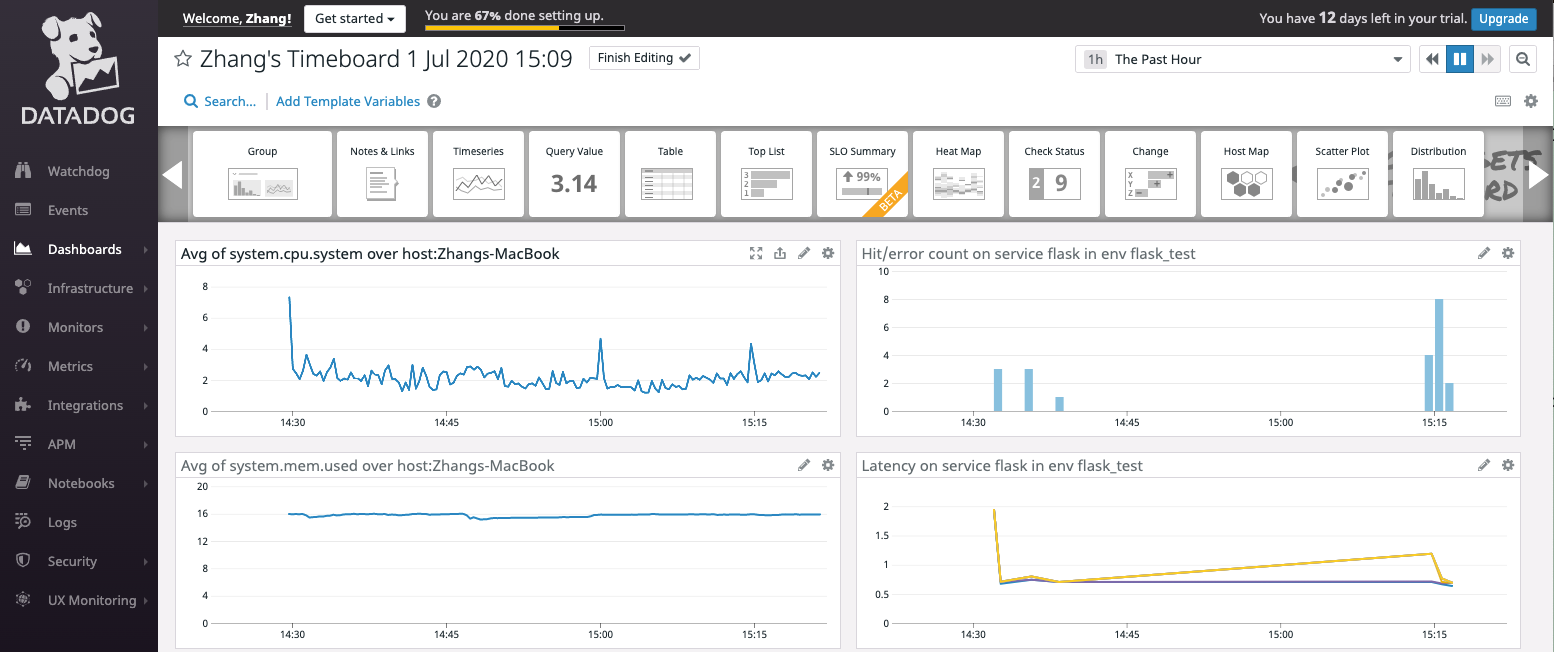 DATADOG
Watchdog
Events
Dashboards
Infrastructure
Monitors
Metrics
Integrations
APM
Notebooks
Logs
Security
UX Monitoring
Welcome, Zhang!
Get started
You are 67% done setting up.
You have 12 days left in your trial.
Upgrade
Zhang's Timeboard 1 Jul 2020 15:09
Finish Editing
1h The Past Hour
Search...
Add Template Variables ?
Group
Notes & Links
Timeseries
Query Value
3.14
Table
Top List
3
2
1
SLO Summary
99%
BETA
Heat Map
Check Status
2 9
Change
X +
Y +
Z -
Host Map
Scatter Plot
Distribution
Avg of system.cpu.system over host:Zhangs-MacBook
8
6
4
2
0
14:30 14:45 15:00 15:15
Hit/error count on service flask in env flask_test
10
8
6
4
2
0
14:30 14:45 15:00 15:15
Avg of system.mem.used over host:Zhangs-MacBook
20
16
12
8
4
0
14:30 14:45 15:00 15:15
Latency on service flask in env flask_test
2
1.5
1
0.5
0
14:30 14:45 15:00 15:15